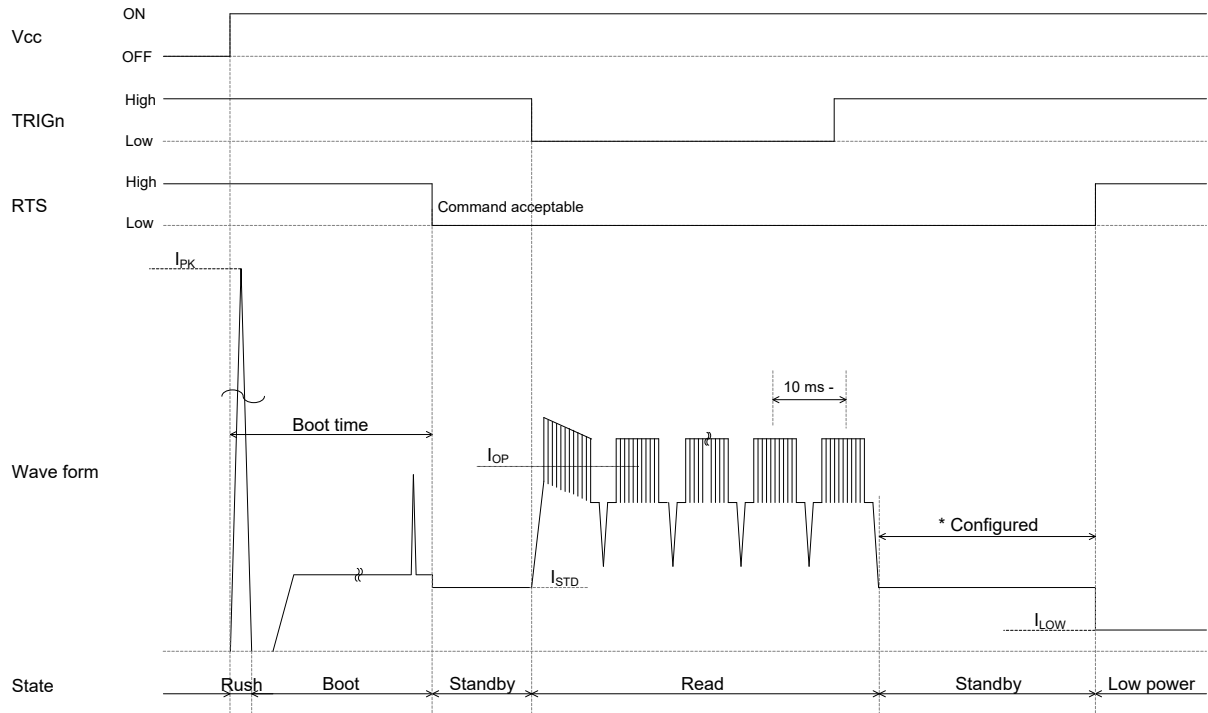 Vcc
ON
OFF
TRIGn
High
Low
RTS
High
Low
Command acceptable
IPK
Boot time
10 ms -
IOP
Wave form
* Configured
ISTD
ILOW
State
Rush
Boot
Standby
Read
Standby
Low power